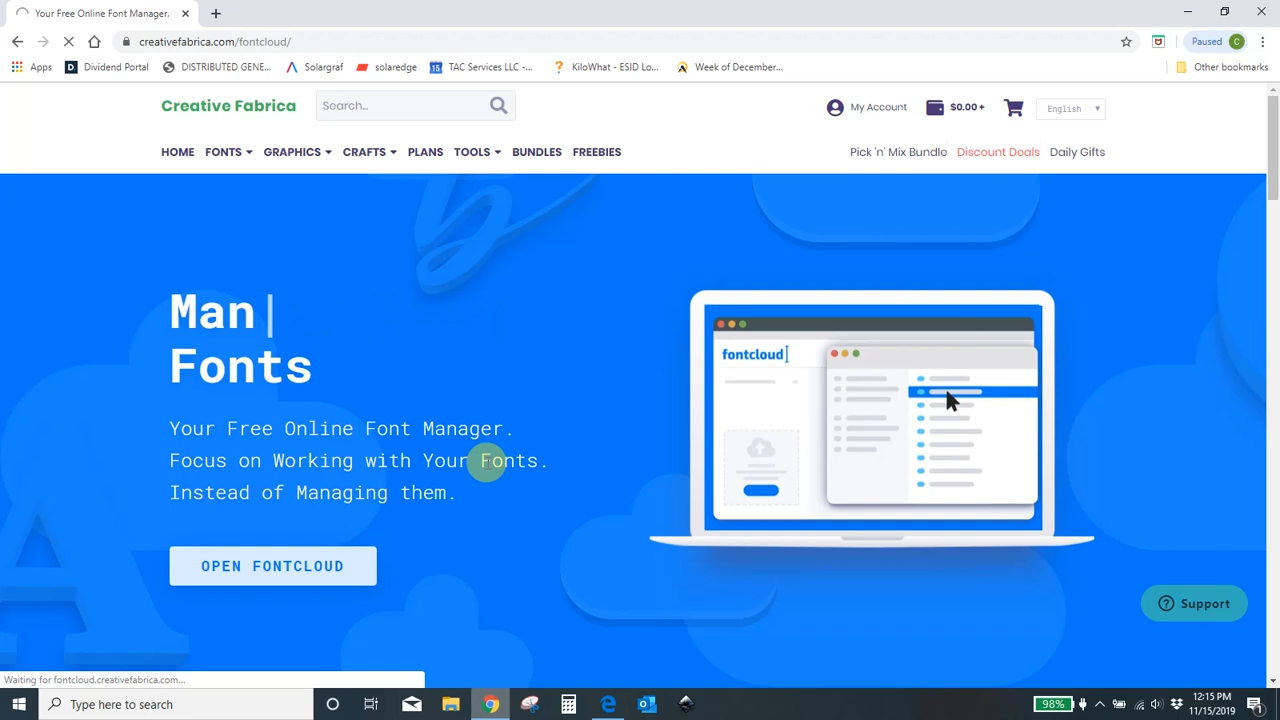 Your Free Online Font Manager.
creativefabrica.com/fontcloud/
Paused C
Apps
D Dividend Portal
DISTRIBUTED GENE...
Solargraf
solaredge
15 TAC Services LLC -...
? KiloWhat - ESID Lo...
Week of December...
Other bookmarks
Creative Fabrica
Search...
My Account
$0.00 +
English
HOME FONTS GRAPHICS CRAFTS PLANS TOOLS BUNDLES FREEBIES
Pick 'n' Mix Bundle Discount Deals Daily Gifts
Man|
Fonts
fontcloud
Your Free Online Font Manager.
Focus on Working with Your Fonts.
Instead of Managing them.
OPEN FONTCLOUD
A
Support
Waiting for fontcloud.creativefabrica.com...
Type here to search
98%
12:15 PM
11/15/2019